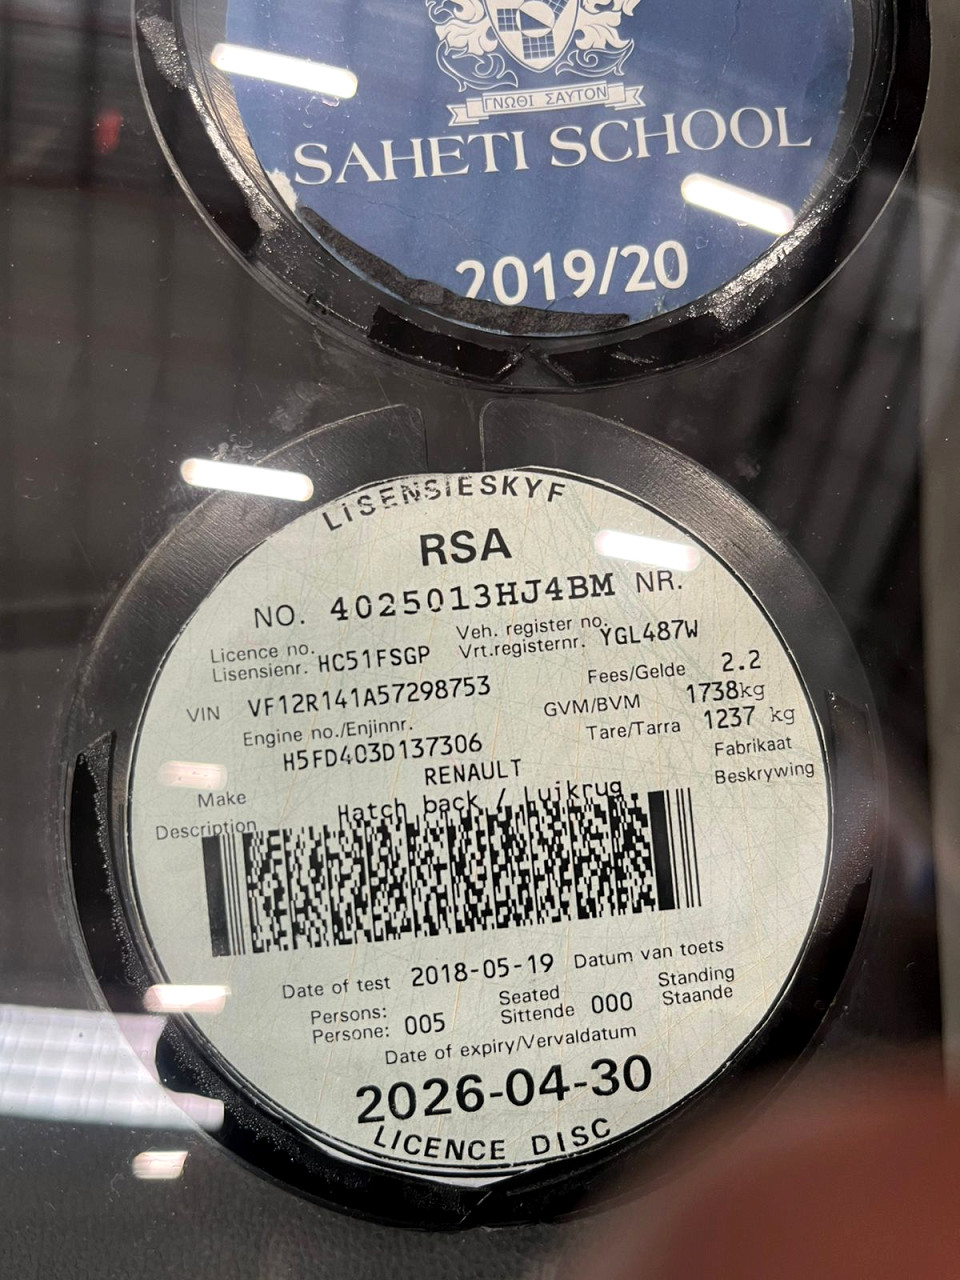 ΓΝΩΘΙ ΣΑΥΤΟΝ
SAHETI SCHOOL
2019/20
LISENSIESKYF
RSA
NO. 4025013HJ4BM NR.
Licence no. Veh. register no.
Lisensienr. HC51FSGP Vrt.registernr. YGL487W
VIN VF12R141A57298753 Fees/Gelde 2.2
Engine no./Enjinnr. GVM/BVM 1738kg
H5FD403D137306 Tare/Tarra 1237 kg
Make RENAULT Fabrikaat
Description Hatch back / Luikrug Beskrywing
Date of test 2018-05-19 Datum van toets
Persons: Seated Standing
Persone: 005 Sittende 000 Staande
Date of expiry/Vervaldatum
2026-04-30
LICENCE DISC